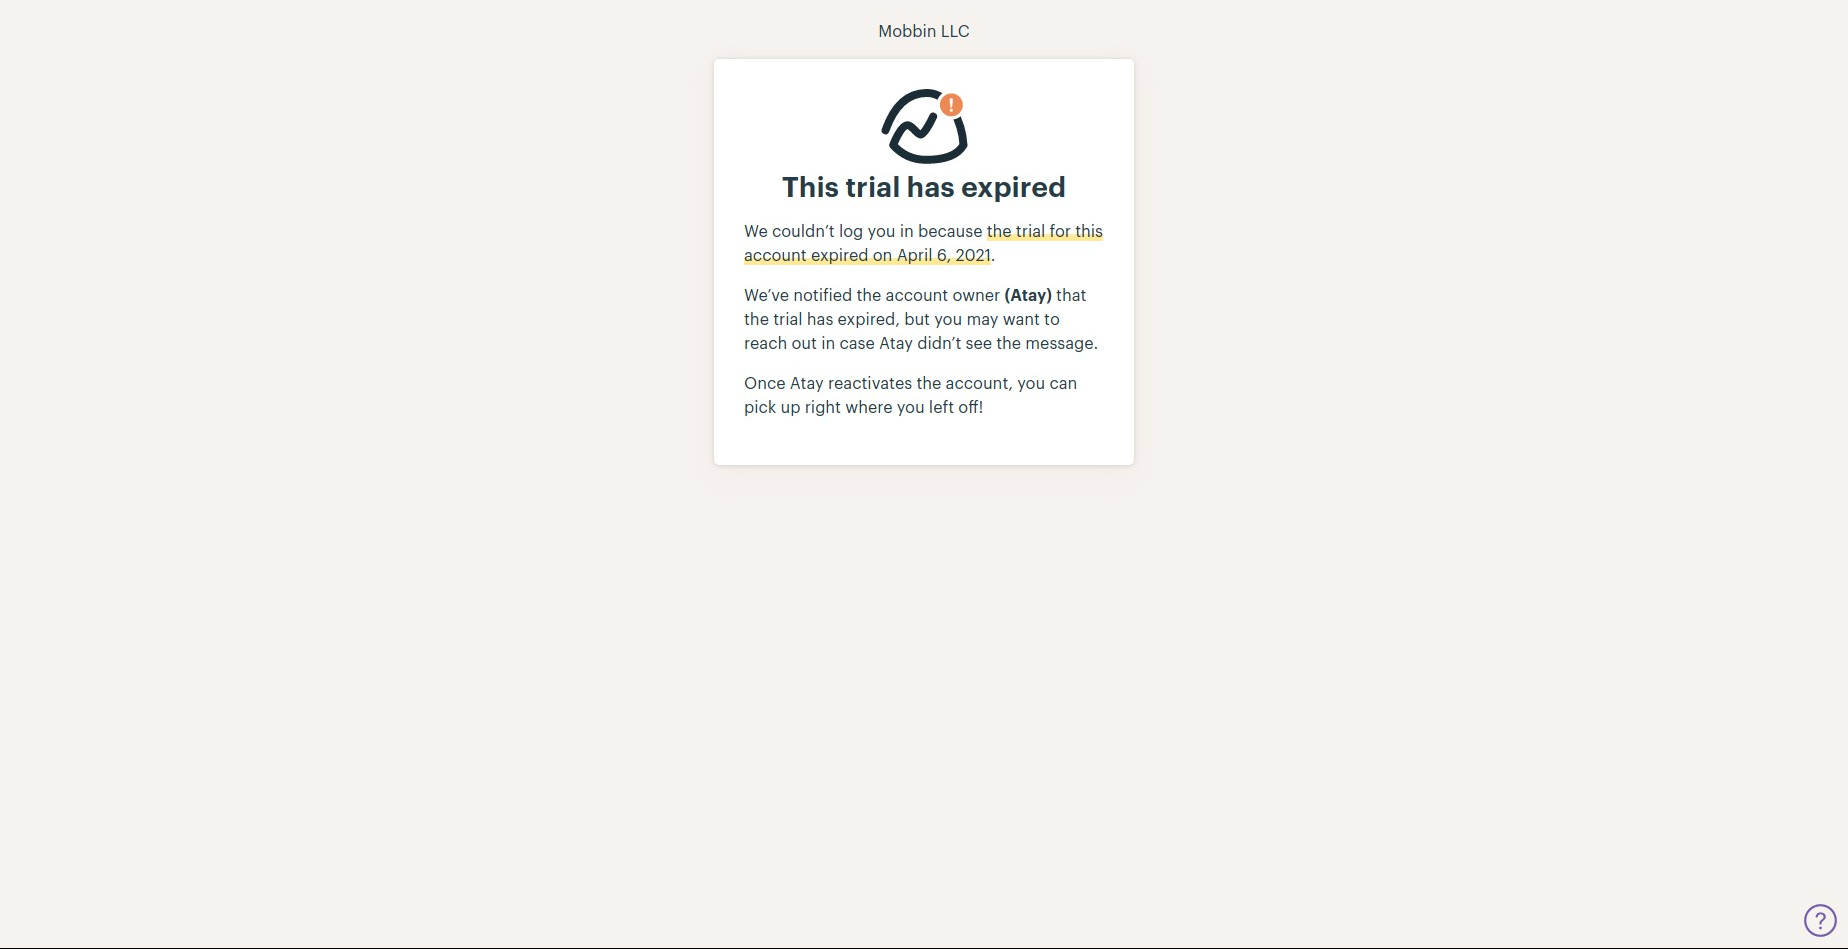 Mobbin LLC
!
This trial has expired
We couldn’t log you in because the trial for this
account expired on April 6, 2021.
We’ve notified the account owner (Atay) that
the trial has expired, but you may want to
reach out in case Atay didn’t see the message.
Once Atay reactivates the account, you can
pick up right where you left off!
?